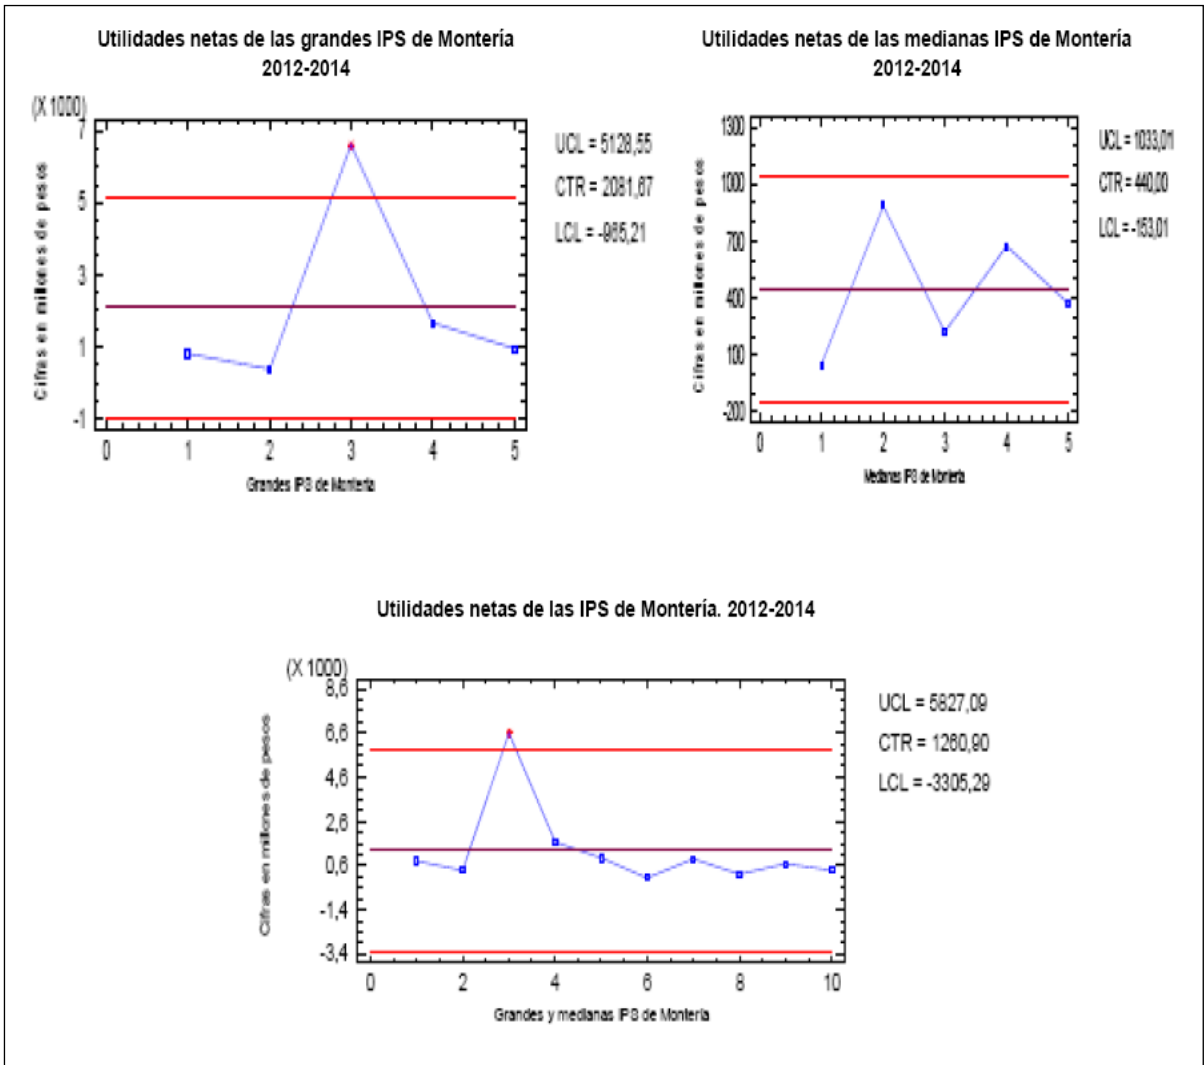 Utilidades netas de las grandes IPS de Montería
2012-2014
(X 1000)
7
5
3
1
-1
Cifras en millones de pesos
0 1 2 3 4 5
Grandes IPS de Montería
UCL = 5128,55
CTR = 2081,67
LCL = -965,21
Utilidades netas de las medianas IPS de Montería
2012-2014
1300
1000
700
400
100
-200
Cifras en millones de pesos
0 1 2 3 4 5
Medianas IPS de Montería
UCL = 1033,01
CTR = 440,00
LCL = -153,01
Utilidades netas de las IPS de Montería. 2012-2014
(X 1000)
8,6
6,6
4,6
2,6
0,6
-1,4
-3,4
Cifras en millones de pesos
0 2 4 6 8 10
Grandes y medianas IPS de Montería
UCL = 5827,09
CTR = 1260,90
LCL = -3305,29